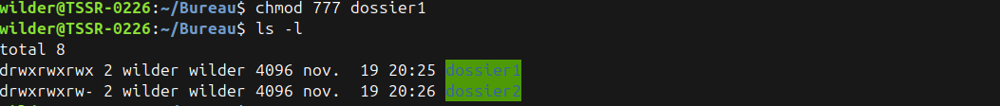 wilder@TSSR-0226:~/Bureau$ chmod 777 dossier1
wilder@TSSR-0226:~/Bureau$ ls -l
total 8
drwxrwxrwx 2 wilder wilder 4096 nov.  19 20:25 dossier1
drwxrwxrw- 2 wilder wilder 4096 nov.  19 20:26 dossier2